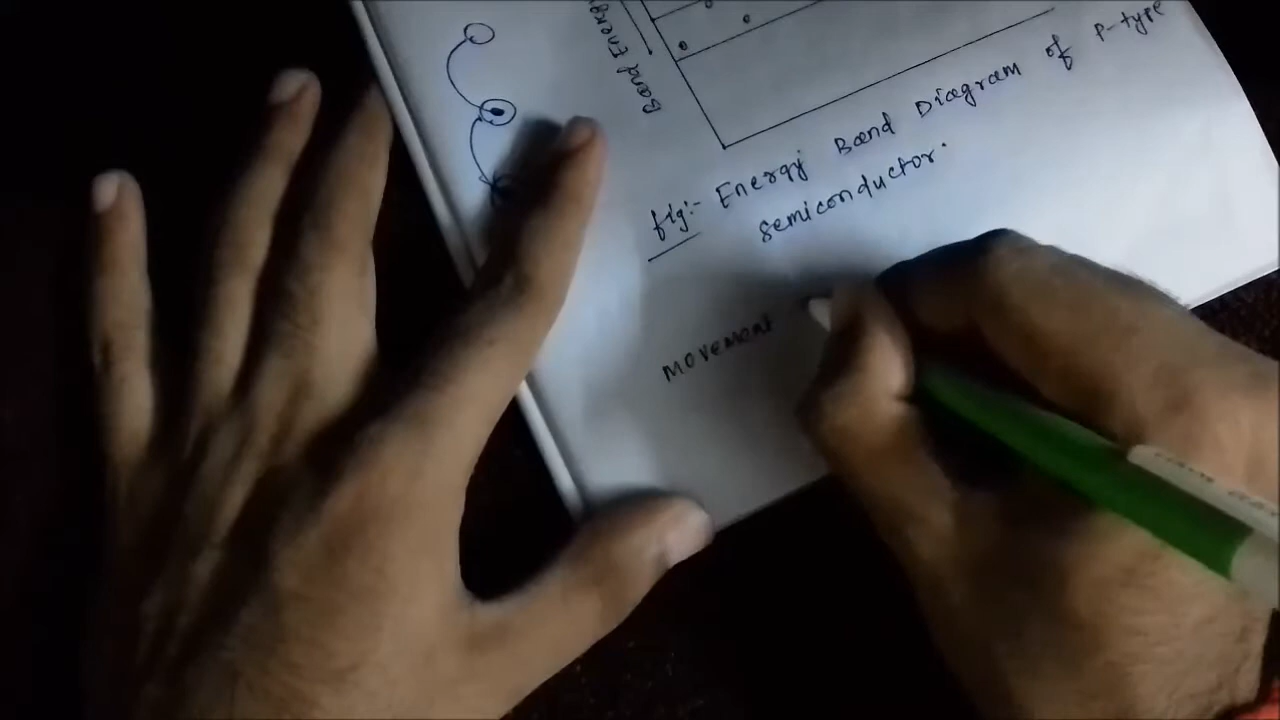 Band Energy
fig:- Energy Band Diagram of P-type
semiconductor.
Movement